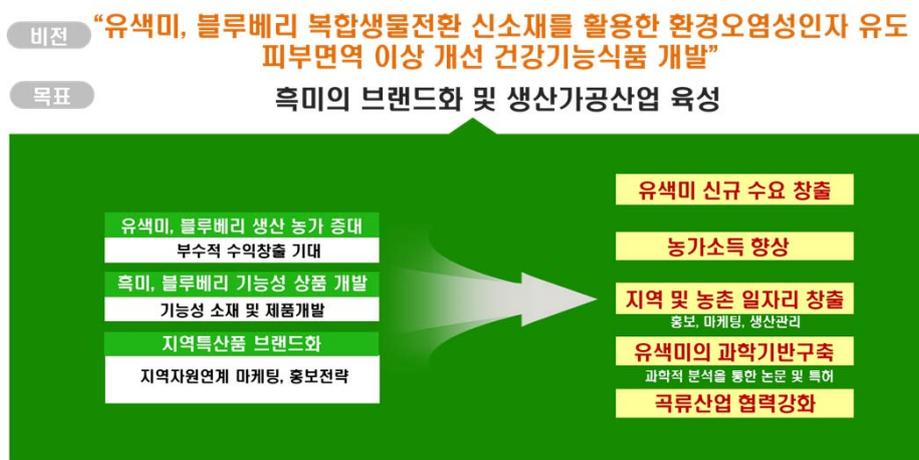 비전
“유색미, 블루베리 복합생물전환 신소재를 활용한 환경오염성인자 유도
피부면역 이상 개선 건강기능식품 개발”
목표
흑미의 브랜드화 및 생산가공산업 육성
유색미, 블루베리 생산 농가 증대
부수적 수익창출 기대
흑미, 블루베리 기능성 상품 개발
기능성 소재 및 제품개발
지역특산품 브랜드화
지역자원연계 마케팅, 홍보전략
유색미 신규 수요 창출
농가소득 향상
지역 및 농촌 일자리 창출
홍보, 마케팅, 생산관리
유색미의 과학기반구축
과학적 분석을 통한 논문 및 특허
곡류산업 협력강화